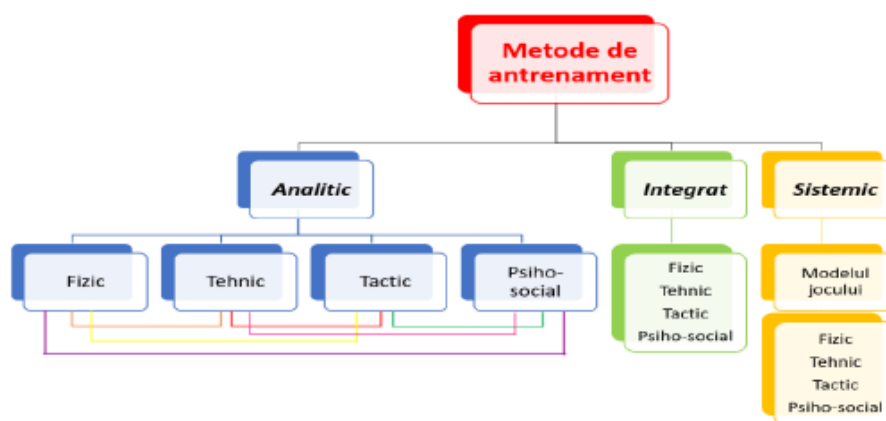 Metode de
antrenament
Analitic
Integrat
Sistemic
Fizic
Tehnic
Tactic
Psiho-
social
Fizic
Tehnic
Tactic
Psiho-social
Modelul
jocului
Fizic
Tehnic
Tactic
Psiho-social